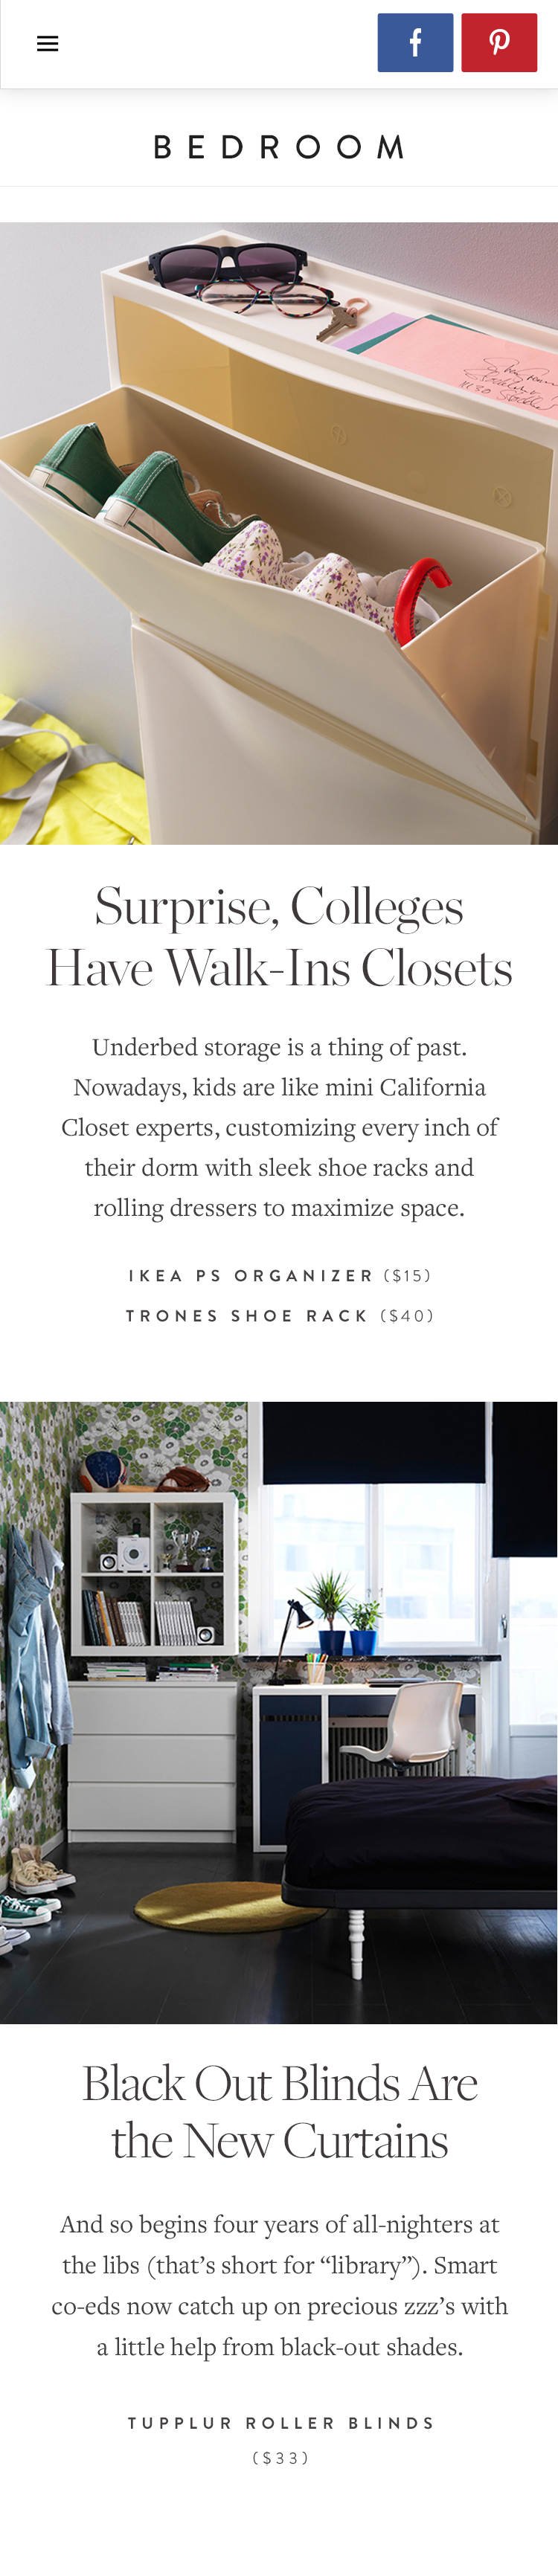 BEDROOM
Surprise, Colleges
Have Walk-Ins Closets
Underbed storage is a thing of past.
Nowadays, kids are like mini California
Closet experts, customizing every inch of
their dorm with sleek shoe racks and
rolling dressers to maximize space.
IKEA PS ORGANIZER ($15)
TRONES SHOE RACK ($40)
Black Out Blinds Are
the New Curtains
And so begins four years of all-nighters at
the libs (that’s short for “library”). Smart
co-eds now catch up on precious zzz’s with
a little help from black-out shades.
TUPPLUR ROLLER BLINDS
($33)